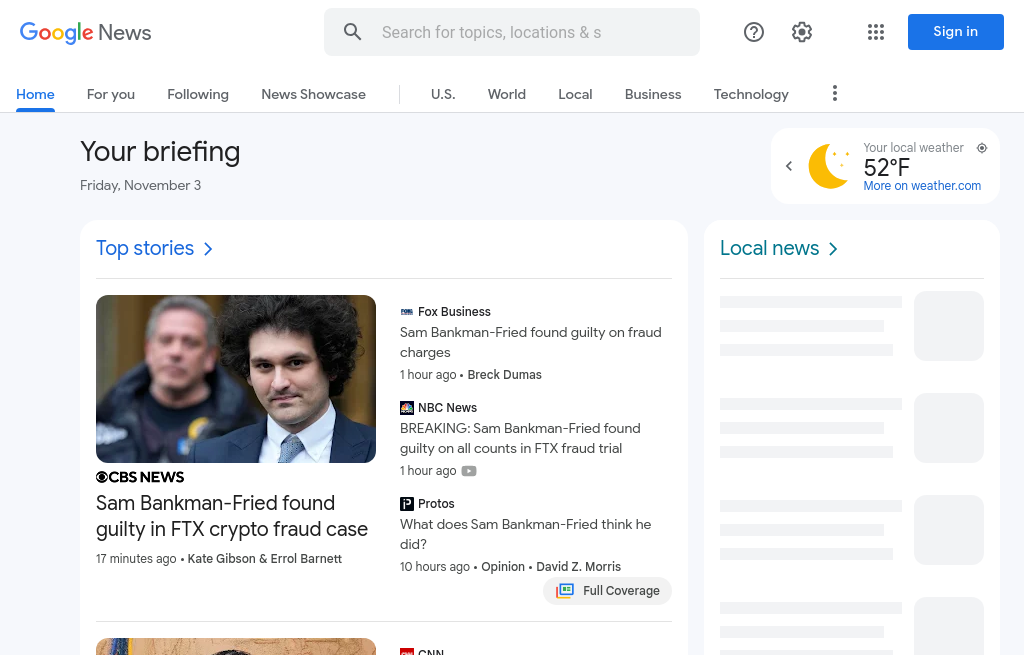 Google News
Search for topics, locations & s
Sign in
Home
For you
Following
News Showcase
U.S.
World
Local
Business
Technology
Your briefing
Friday, November 3
Your local weather
52°F
More on weather.com
Top stories
Local news
CBS NEWS
Sam Bankman-Fried found
guilty in FTX crypto fraud case
17 minutes ago • Kate Gibson & Errol Barnett
Fox Business
Sam Bankman-Fried found guilty on fraud
charges
1 hour ago • Breck Dumas
NBC News
BREAKING: Sam Bankman-Fried found
guilty on all counts in FTX fraud trial
1 hour ago
Protos
What does Sam Bankman-Fried think he
did?
10 hours ago • Opinion • David Z. Morris
Full Coverage
CNN